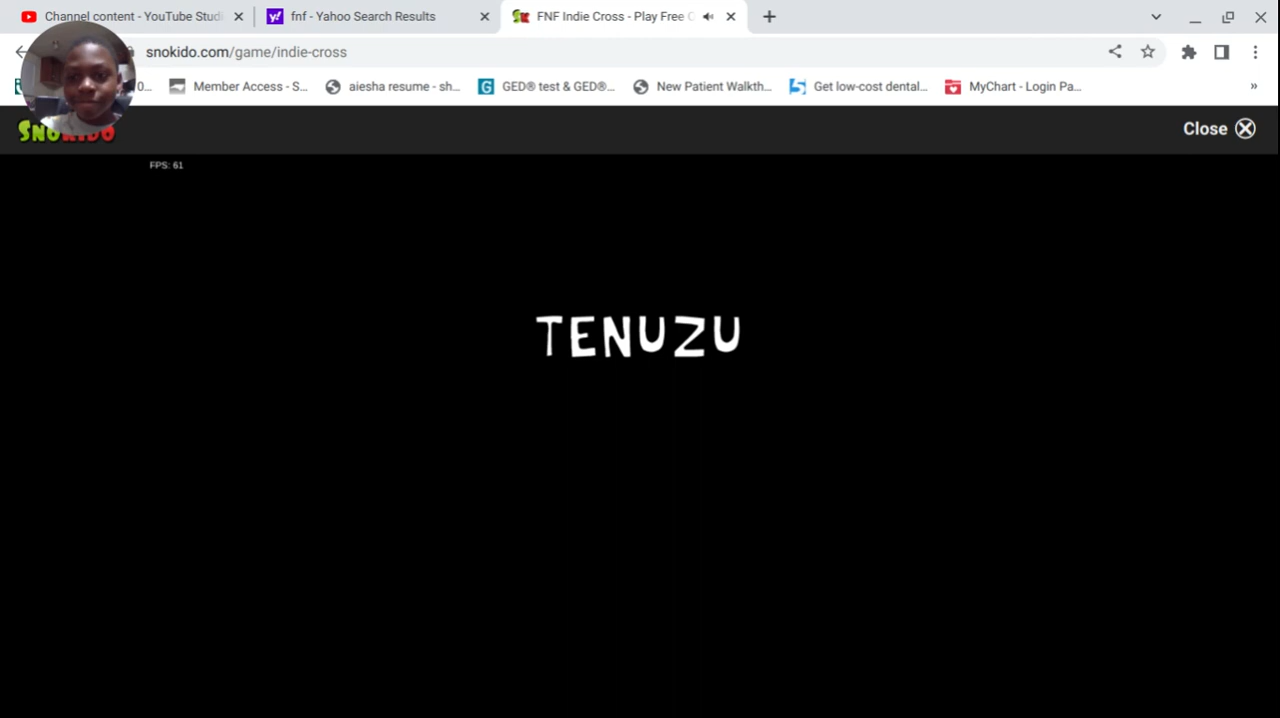 Channel content - YouTube Studi
fnf - Yahoo Search Results
FNF Indie Cross - Play Free O
snokido.com/game/indie-cross
0...
Member Access - S...
aiesha resume - sh...
GED® test & GED®...
New Patient Walkth...
Get low-cost dental...
MyChart - Login Pa...
»
SNOKIDO
Close
FPS: 61
TENUZU